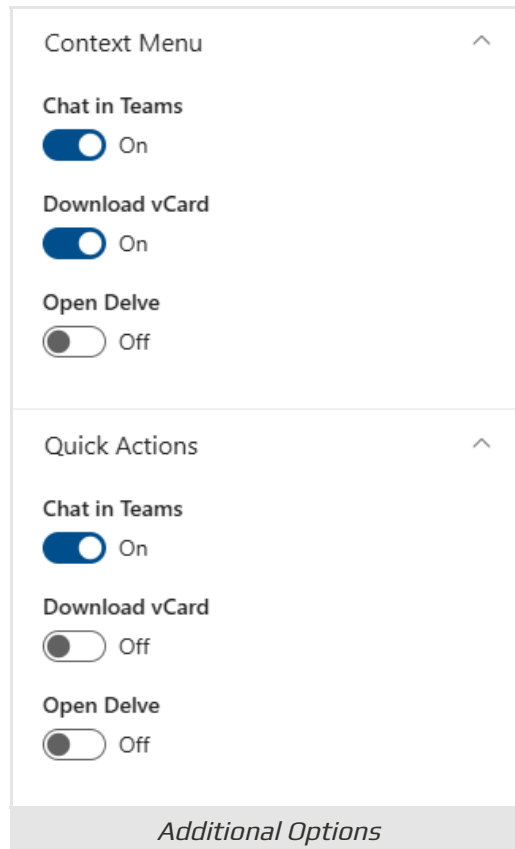 Context Menu
Chat in Teams
On
Download vCard
On
Open Delve
Off
Quick Actions
Chat in Teams
On
Download vCard
Off
Open Delve
Off
Additional Options